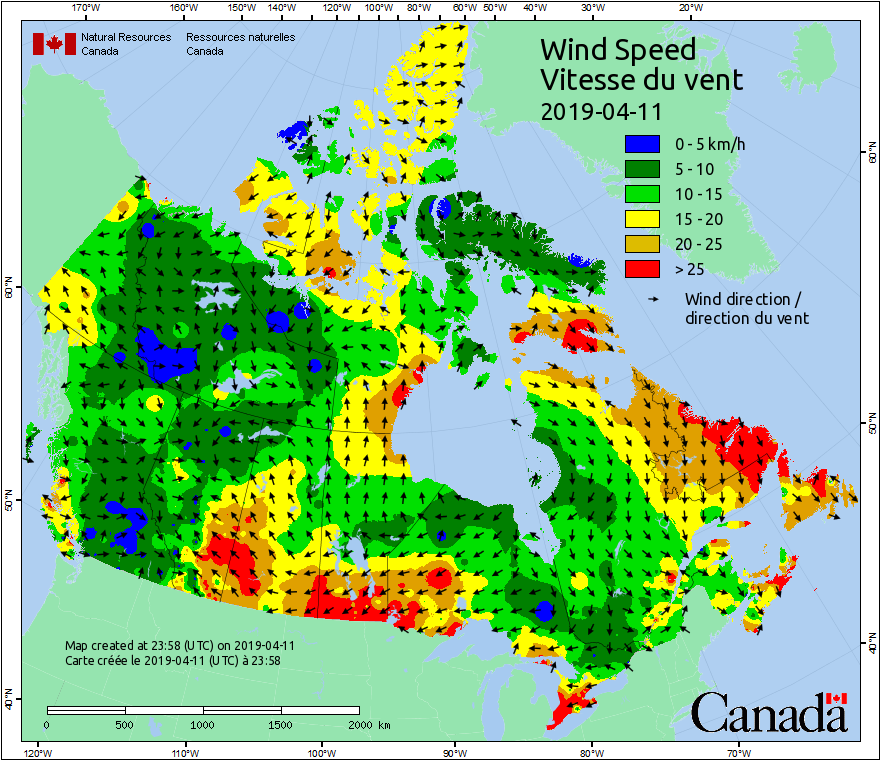 170°W 160°W 150°W 140°W 130°W 120°W 110°W 100°W 90°W 80°W 70°W 60°W 50°W 40°W 30°W 20°W
Natural Resources Canada
Ressources naturelles Canada
Wind Speed
Vitesse du vent
2019-04-11
0 - 5 km/h
5 - 10
10 - 15
15 - 20
20 - 25
> 25
Wind direction /
direction du vent
60°N
50°N
40°N
60°N
50°N
40°N
Map created at 23:58 (UTC) on 2019-04-11
Carte créée le 2019-04-11 (UTC) à 23:58
0 500 1000 1500 2000 km
Canada
120°W 110°W 100°W 90°W 80°W 70°W